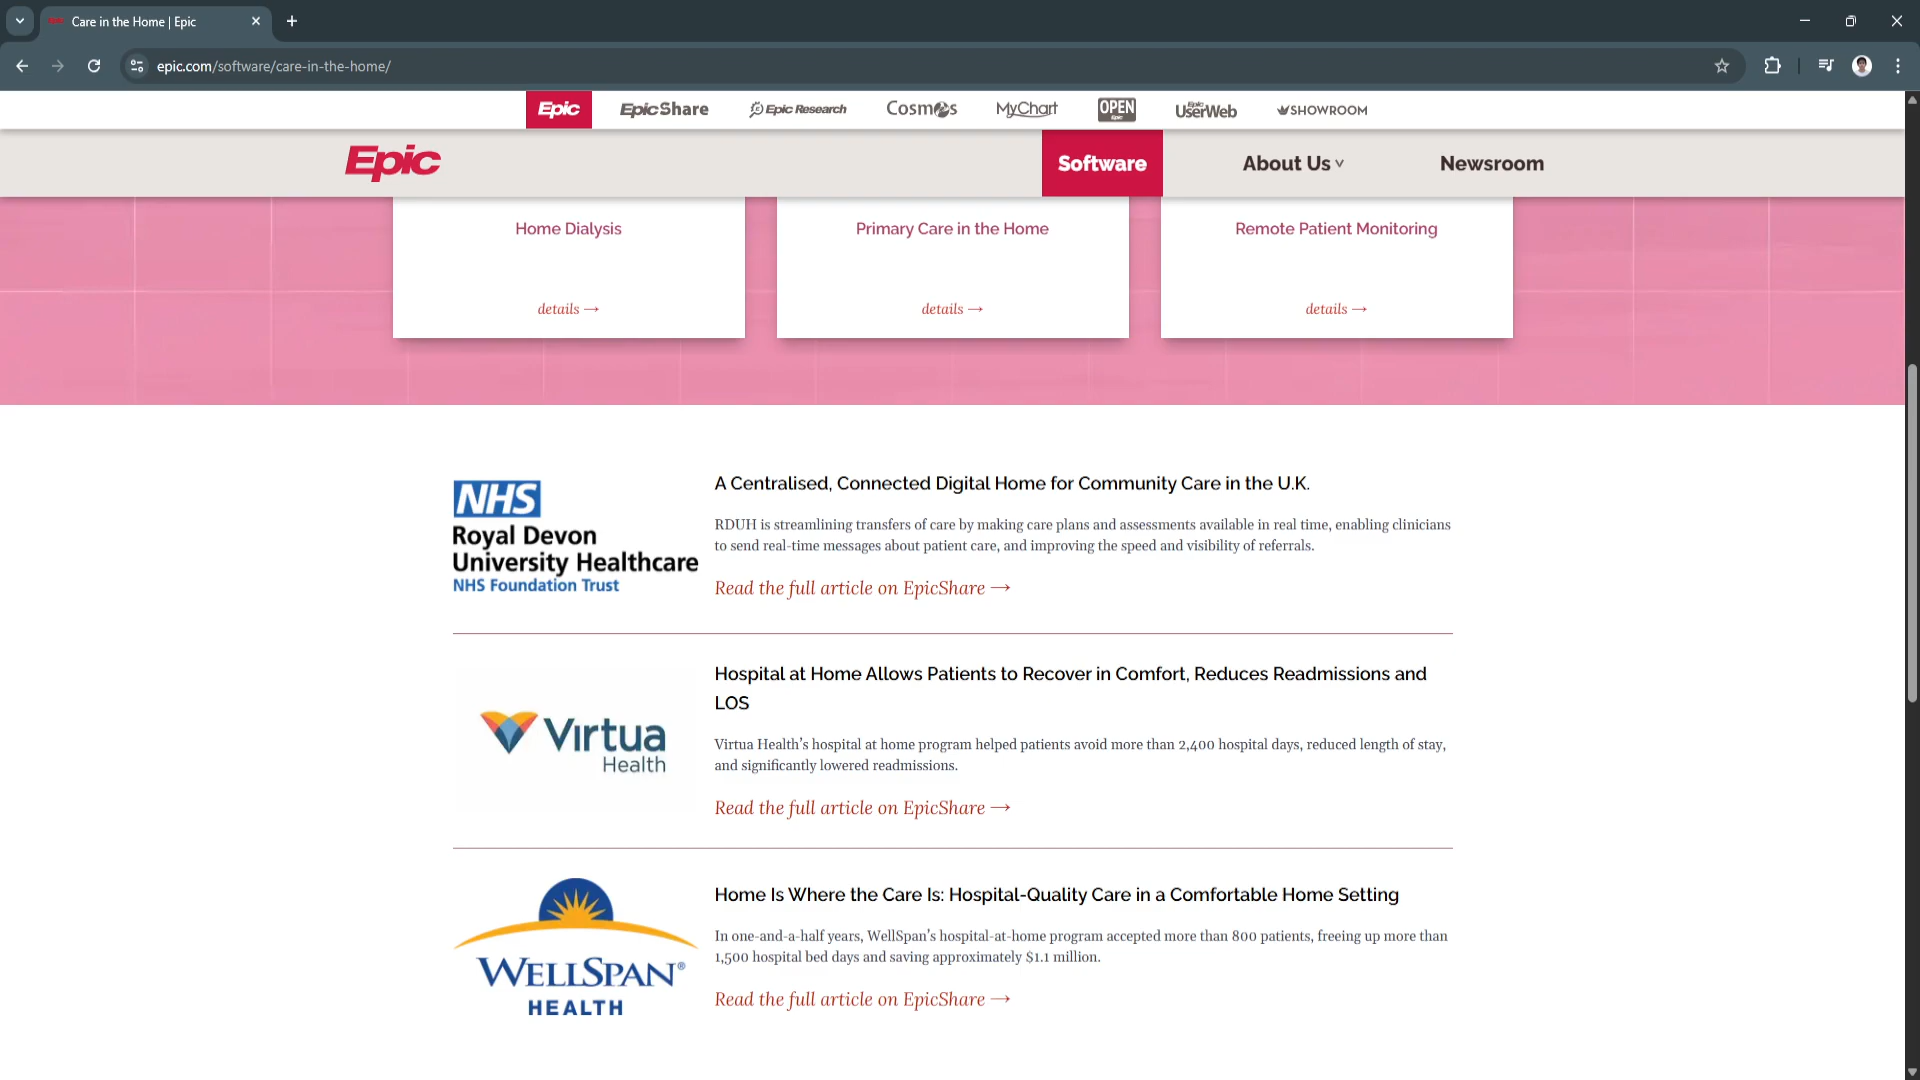 Care in the Home | Epic
epic.com/software/care-in-the-home/
Epic
EpicShare
Epic Research
Cosmos
MyChart
OPEN
Epic
Epic
UserWeb
SHOWROOM
Epic
Software
About Us
Newsroom
Home Dialysis
Primary Care in the Home
Remote Patient Monitoring
details →
details →
details →
NHS
Royal Devon
University Healthcare
NHS Foundation Trust
A Centralised, Connected Digital Home for Community Care in the U.K.
RDUH is streamlining transfers of care by making care plans and assessments available in real time, enabling clinicians
to send real-time messages about patient care, and improving the speed and visibility of referrals.
Read the full article on EpicShare →
Virtua
Health
Hospital at Home Allows Patients to Recover in Comfort, Reduces Readmissions and
LOS
Virtua Health’s hospital at home program helped patients avoid more than 2,400 hospital days, reduced length of stay,
and significantly lowered readmissions.
Read the full article on EpicShare →
WELLSPAN®
HEALTH
Home Is Where the Care Is: Hospital-Quality Care in a Comfortable Home Setting
In one-and-a-half years, WellSpan’s hospital-at-home program accepted more than 800 patients, freeing up more than
1,500 hospital bed days and saving approximately $1.1 million.
Read the full article on EpicShare →